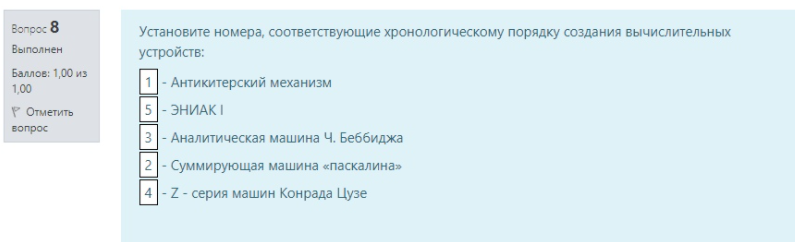 Вопрос 8
Выполнен
Баллов: 1,00 из
1,00
Отметить
вопрос
Установите номера, соответствующие хронологическому порядку создания вычислительных
устройств:
1 - Антикитерский механизм
5 - ЭНИАК I
3 - Аналитическая машина Ч. Беббиджа
2 - Суммирующая машина «паскалина»
4 - Z - серия машин Конрада Цузе